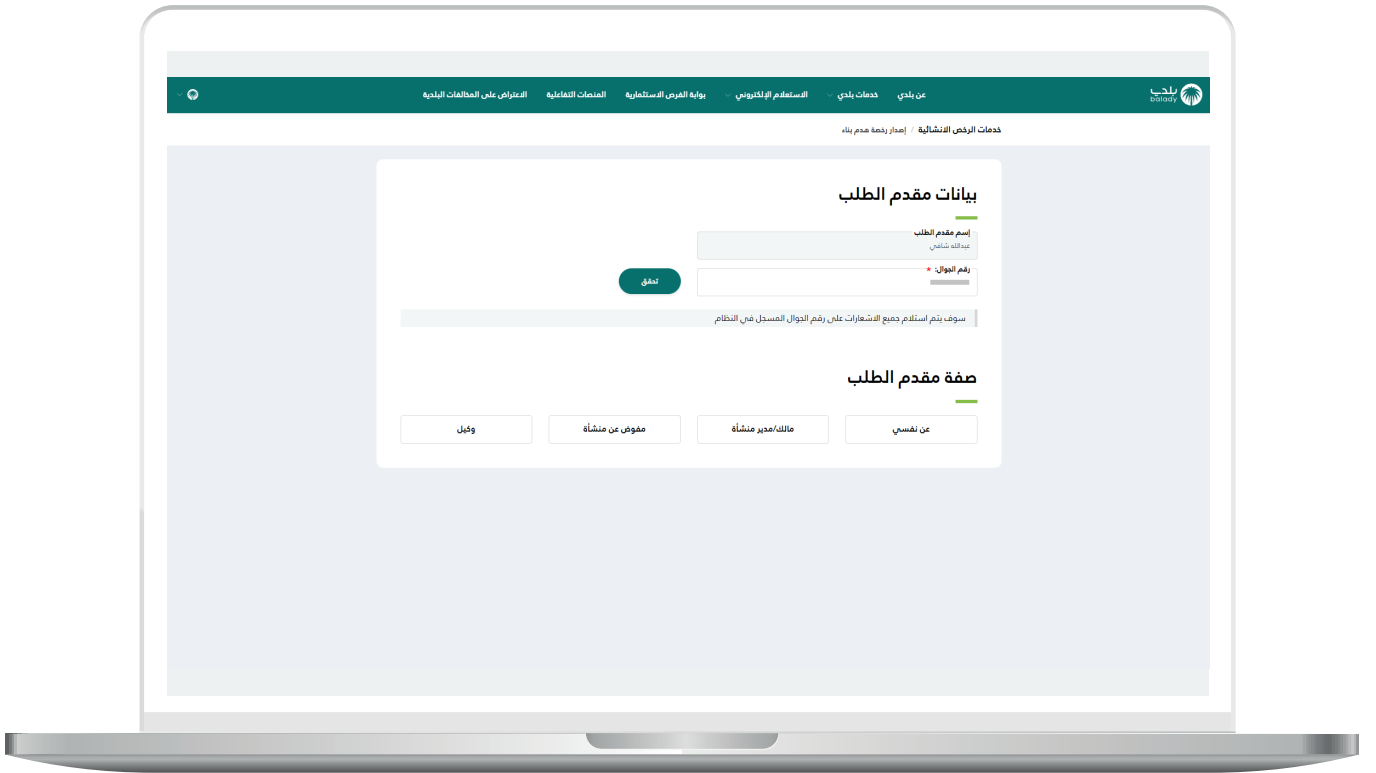 بلدي
balady
عن بلدي
خدمات بلدي
الاستعلام الإلكتروني
بوابة الفرص الاستثمارية
المنصات التفاعلية
الاعتراض على المخالفات البلدية
خدمات الرخص الانشائية / إصدار رخصة هدم بناء
بيانات مقدم الطلب
إسم مقدم الطلب
عبدالله شافي
رقم الجوال: *
تحقق
سوف يتم استلام جميع الاشعارات على رقم الجوال المسجل في النظام
صفة مقدم الطلب
عن نفسي
مالك/مدير منشأة
مفوض عن منشأة
وكيل